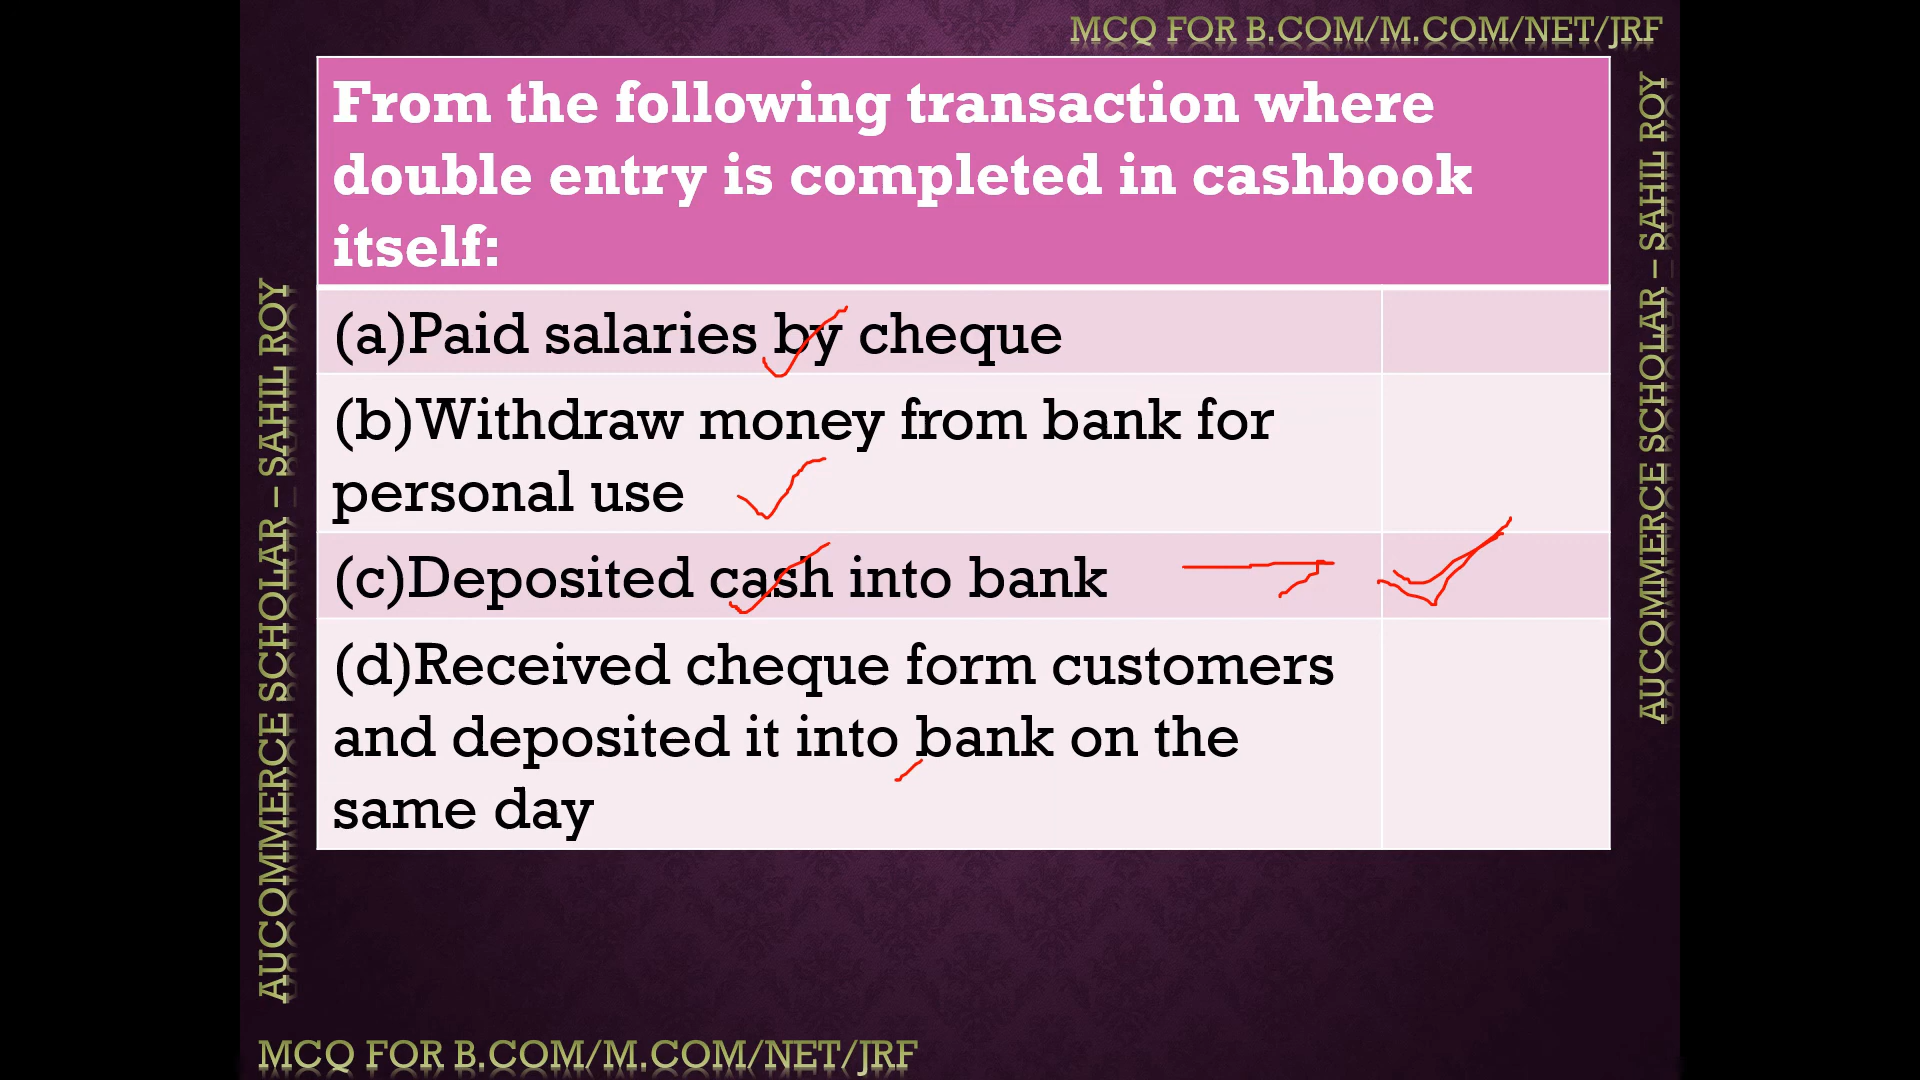 MCQ FOR B.COM/M.COM/NET/JRF
From the following transaction where
double entry is completed in cashbook
itself:
(a)Paid salaries by cheque
(b)Withdraw money from bank for
personal use
(c)Deposited cash into bank
(d)Received cheque form customers
and deposited it into bank on the
same day
AUCOMMERCE SCHOLAR – SAHIL ROY
AUCOMMERCE SCHOLAR – SAHIL ROY
MCQ FOR B.COM/M.COM/NET/JRF